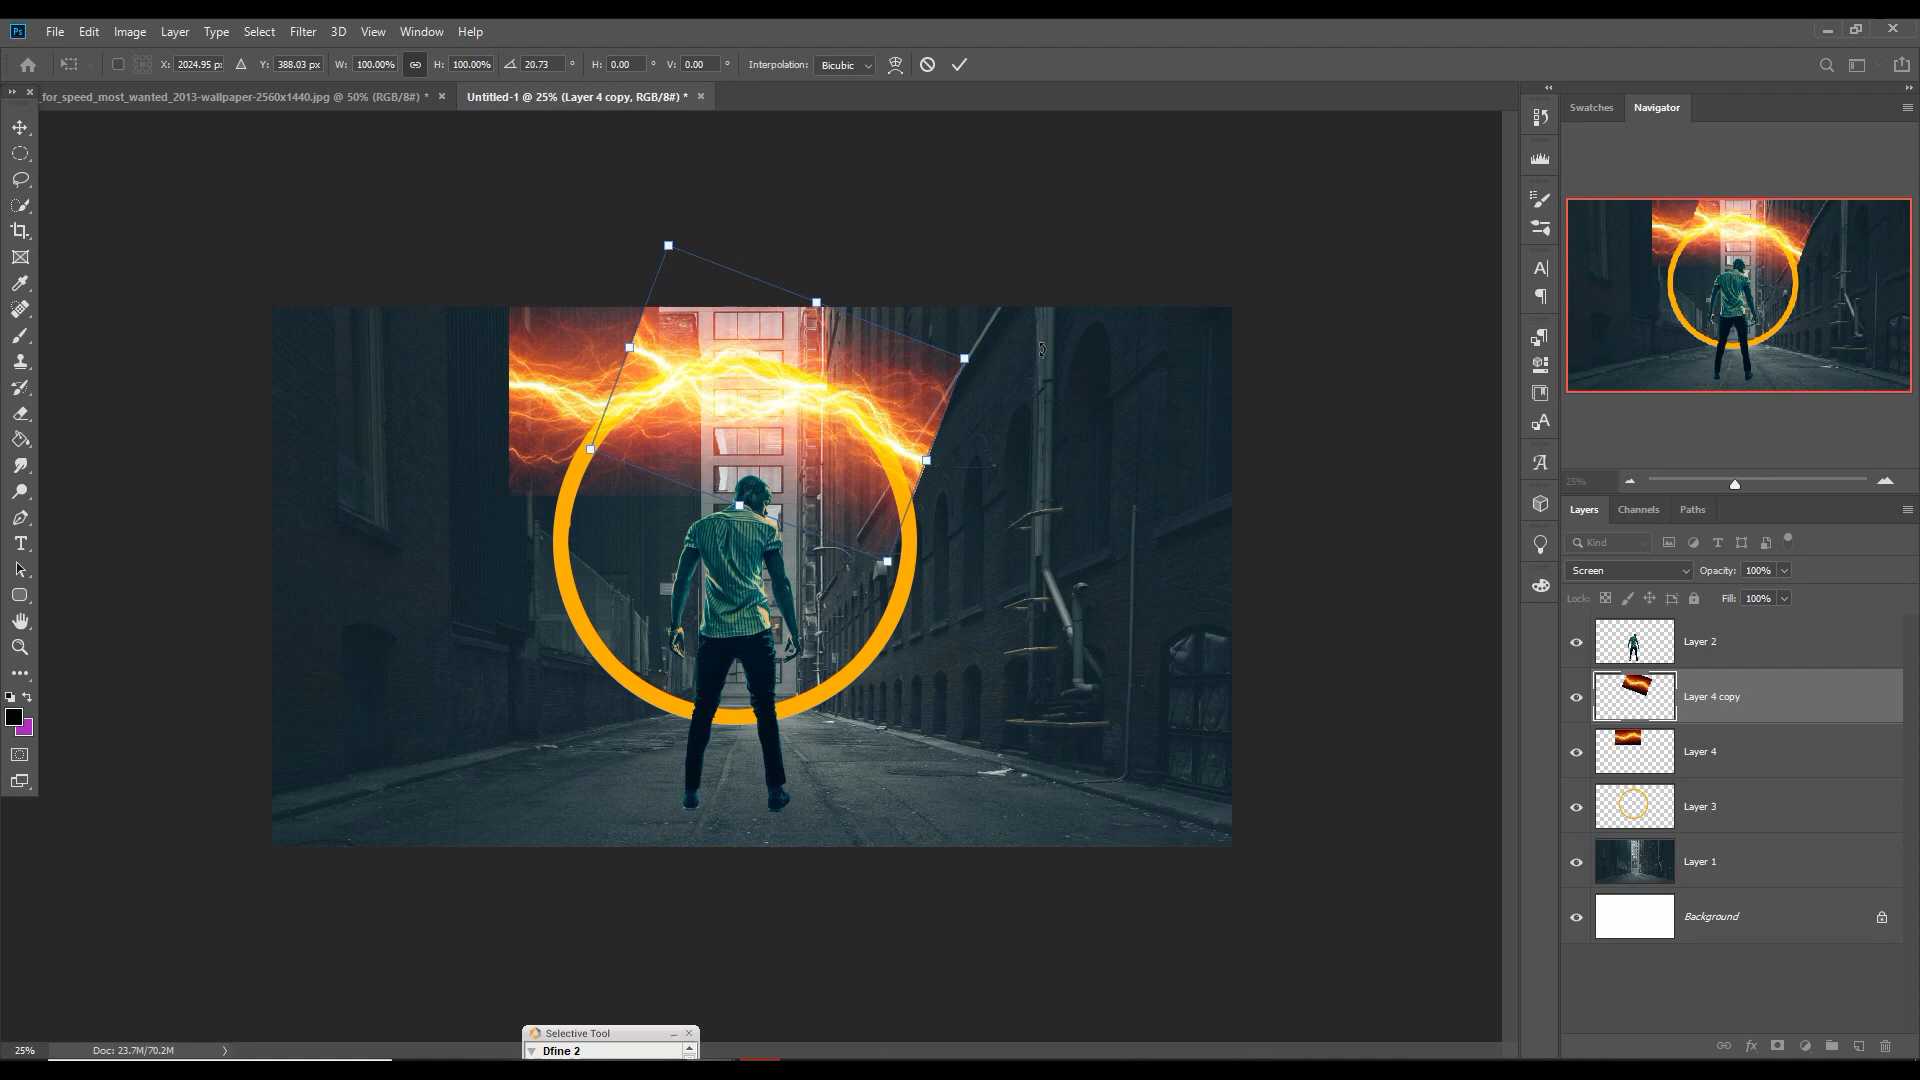 Ps File Edit Image Layer Type Select Filter 3D View Window Help
X: 2024.95 p Y: 388.03 px W: 100.00% H: 100.00% 20.73 ° H: 0.00 ° V: 0.00 ° Interpolation: Bicubic
_for_speed_most_wanted_2013-wallpaper-2560x1440.jpg @ 50% (RGB/8#) * × Untitled-1 @ 25% (Layer 4 copy, RGB/8#) * ×
Swatches Navigator
25%
Layers Channels Paths
Kind
Screen Opacity: 100%
Lock: Fill: 100%
Layer 2
Layer 4 copy
Layer 4
Layer 3
Layer 1
Background
Selective Tool
Dfine 2
25% Doc: 23.7M/70.2M